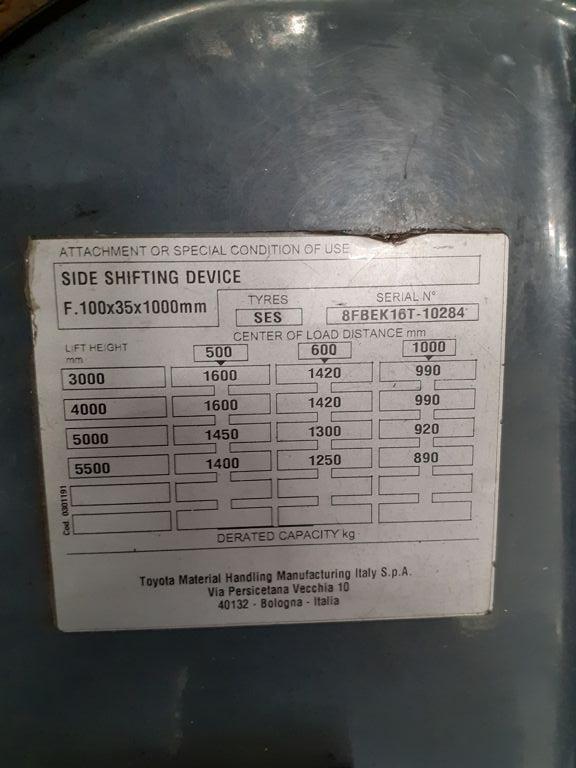 ATTACHMENT OR SPECIAL CONDITION OF USE
SIDE SHIFTING DEVICE
F.100x35x1000mm
TYRES
SES
SERIAL N°
8FBEK16T-10284
CENTER OF LOAD DISTANCE mm
LIFT HEIGHT
mm
500 600 1000
3000 1600 1420 990
4000 1600 1420 990
5000 1450 1300 920
5500 1400 1250 890
Cod. 0301191
DERATED CAPACITY kg
Toyota Material Handling Manufacturing Italy S.p.A.
Via Persicetana Vecchia 10
40132 - Bologna - Italia